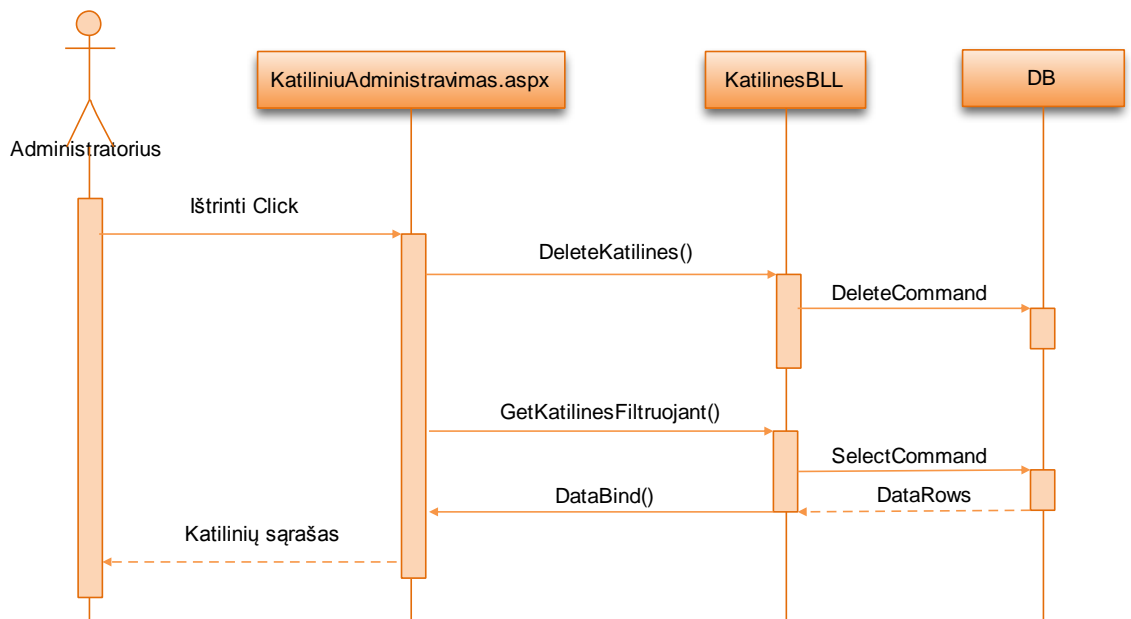 KatiliniuAdministravimas.aspx
KatilinesBLL
DB
Administratorius
Ištrinti Click
DeleteKatilines()
DeleteCommand
GetKatilinesFiltruojant()
SelectCommand
DataBind()
DataRows
Katilinių sąrašas